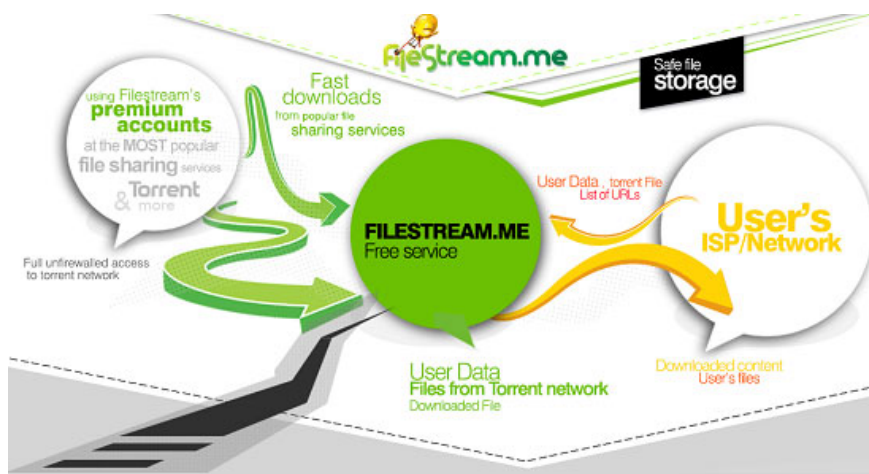 FileStream.me
Safe file
storage
using Filestream's
premium
accounts
at the MOST popular
file sharing services
& Torrent
more
Full unfirewalled access
to torrent network
Fast
downloads
from popular file
sharing services
FILESTREAM.ME
Free service
User Data , torrent File
List of URLs
User's
ISP/Network
User Data
Files from Torrent network
Downloaded File
Downloaded content
User's files